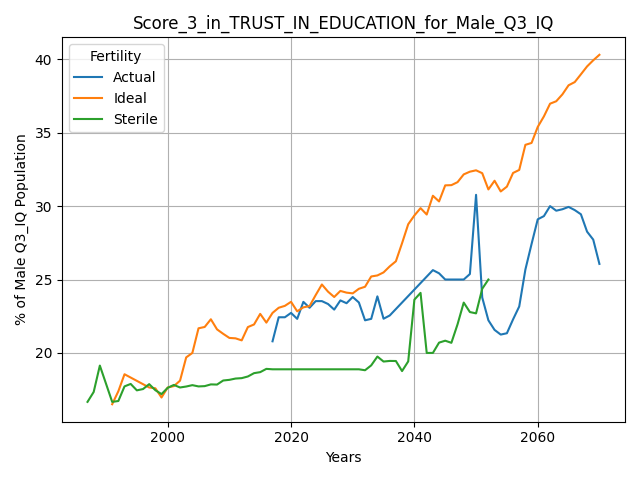 Score_3_in_TRUST_IN_EDUCATION_for_Male_Q3_IQ
Fertility
Actual
Ideal
Sterile
% of Male Q3_IQ Population
40
35
30
25
20
2000
2020
2040
2060
Years